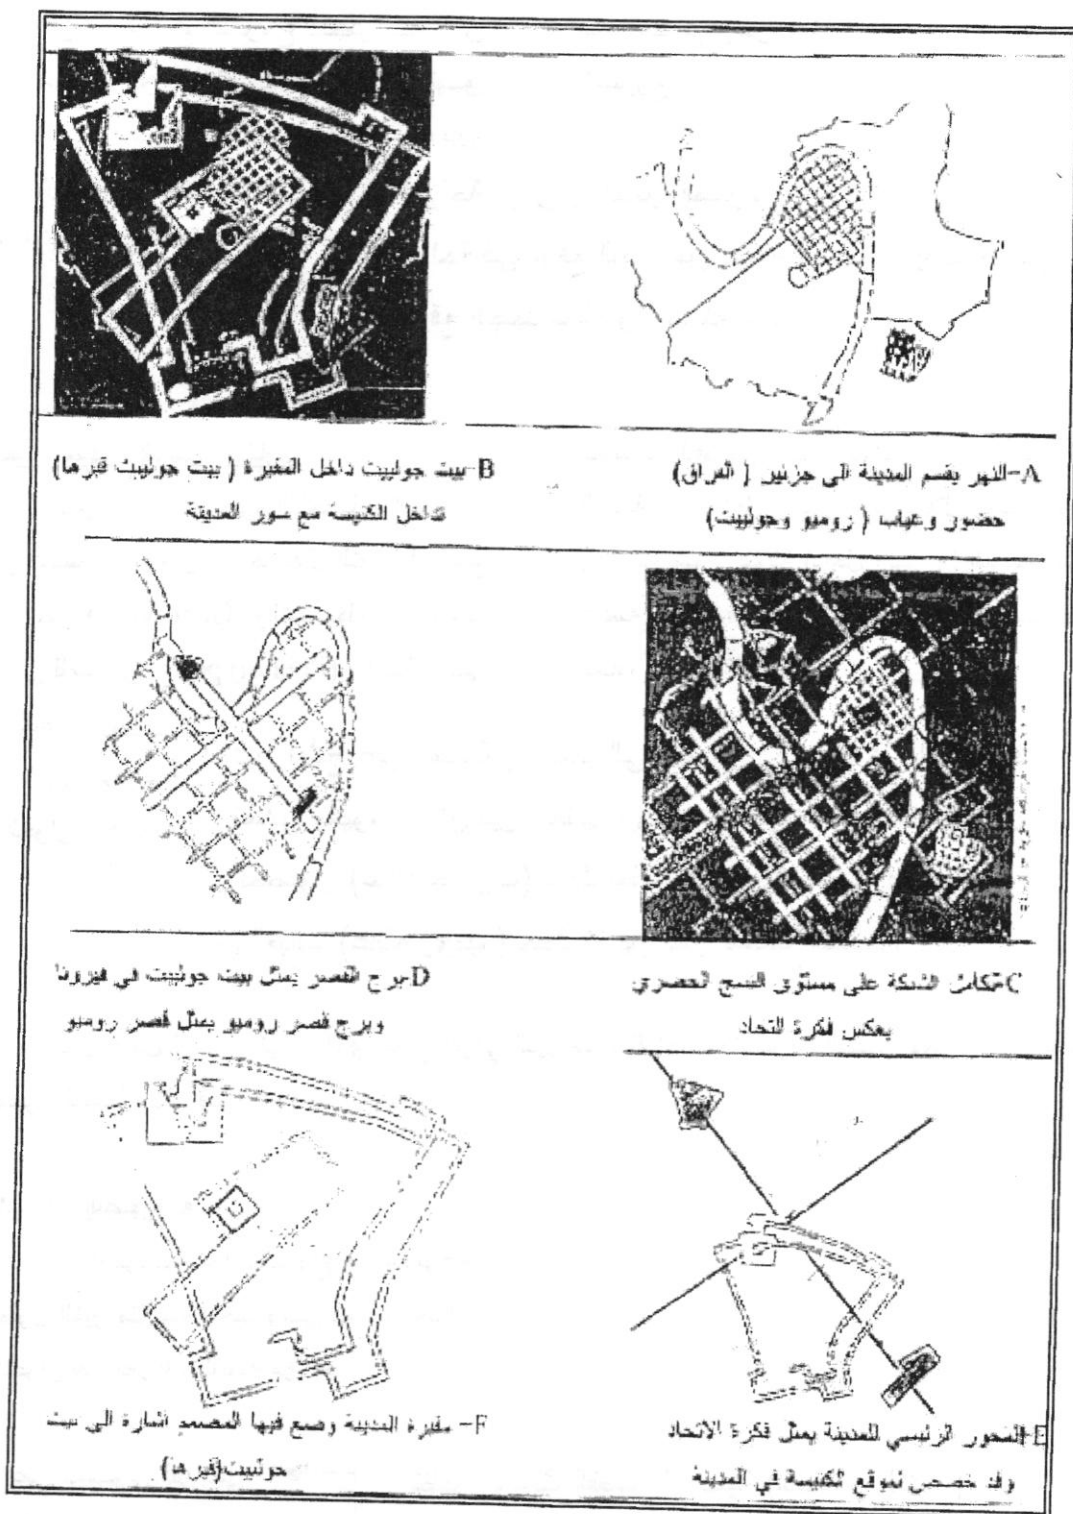 A-النهر يقسم المدينة الى جزئين ( الفراق)
حضور وغياب ( روميو وجولييت)
B-بيت جولييت داخل المقبرة ( بيت جولييت قبرها)
تداخل الكنيسة مع سور المدينة
C-تكامل الشبكة على مستوى النسج الحضري
يعكس فكرة التحاد
D-برج القصر يمثل بيت جولييت في فيرونا
وبرج قصر روميو يمثل قصر روميو
E-المحور الرئيسي للمدينة يمثل فكرة الاتحاد
وقد خصص لموقع الكنيسة في المدينة
F- مقبرة المدينة وضع فيها المصمم اشارة الى بيت
جولييت(قبرها)